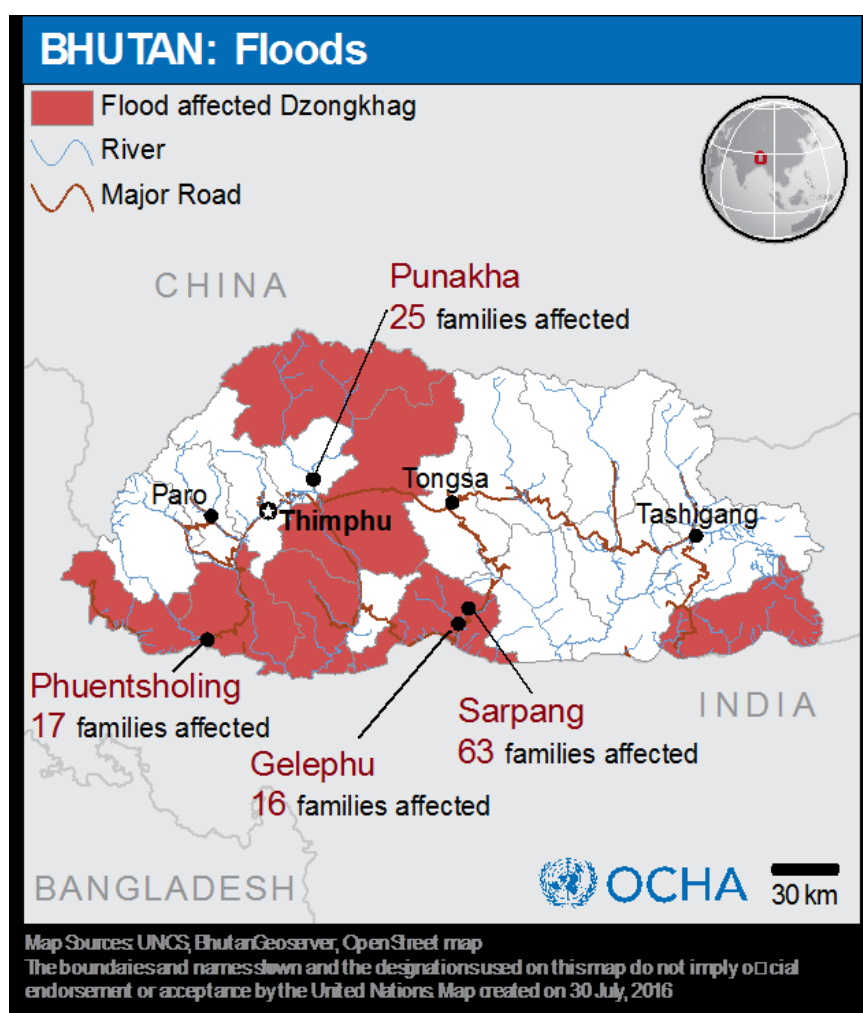 BHUTAN: Floods
Flood affected Dzongkhag
River
Major Road
CHINA
Punakha
25 families affected
Paro
Thimphu
Tongsa
Tashigang
Phuentsholing
17 families affected
Gelephu
16 families affected
Sarpang
63 families affected
INDIA
BANGLADESH
OCHA
30 km
Map Sources: UNCS, BhutanGeoserver, OpenStreet map
The boundaries and names shown and the designations used on this map do not imply o□cial
endorsement or acceptance by the United Nations. Map created on 30 July, 2016